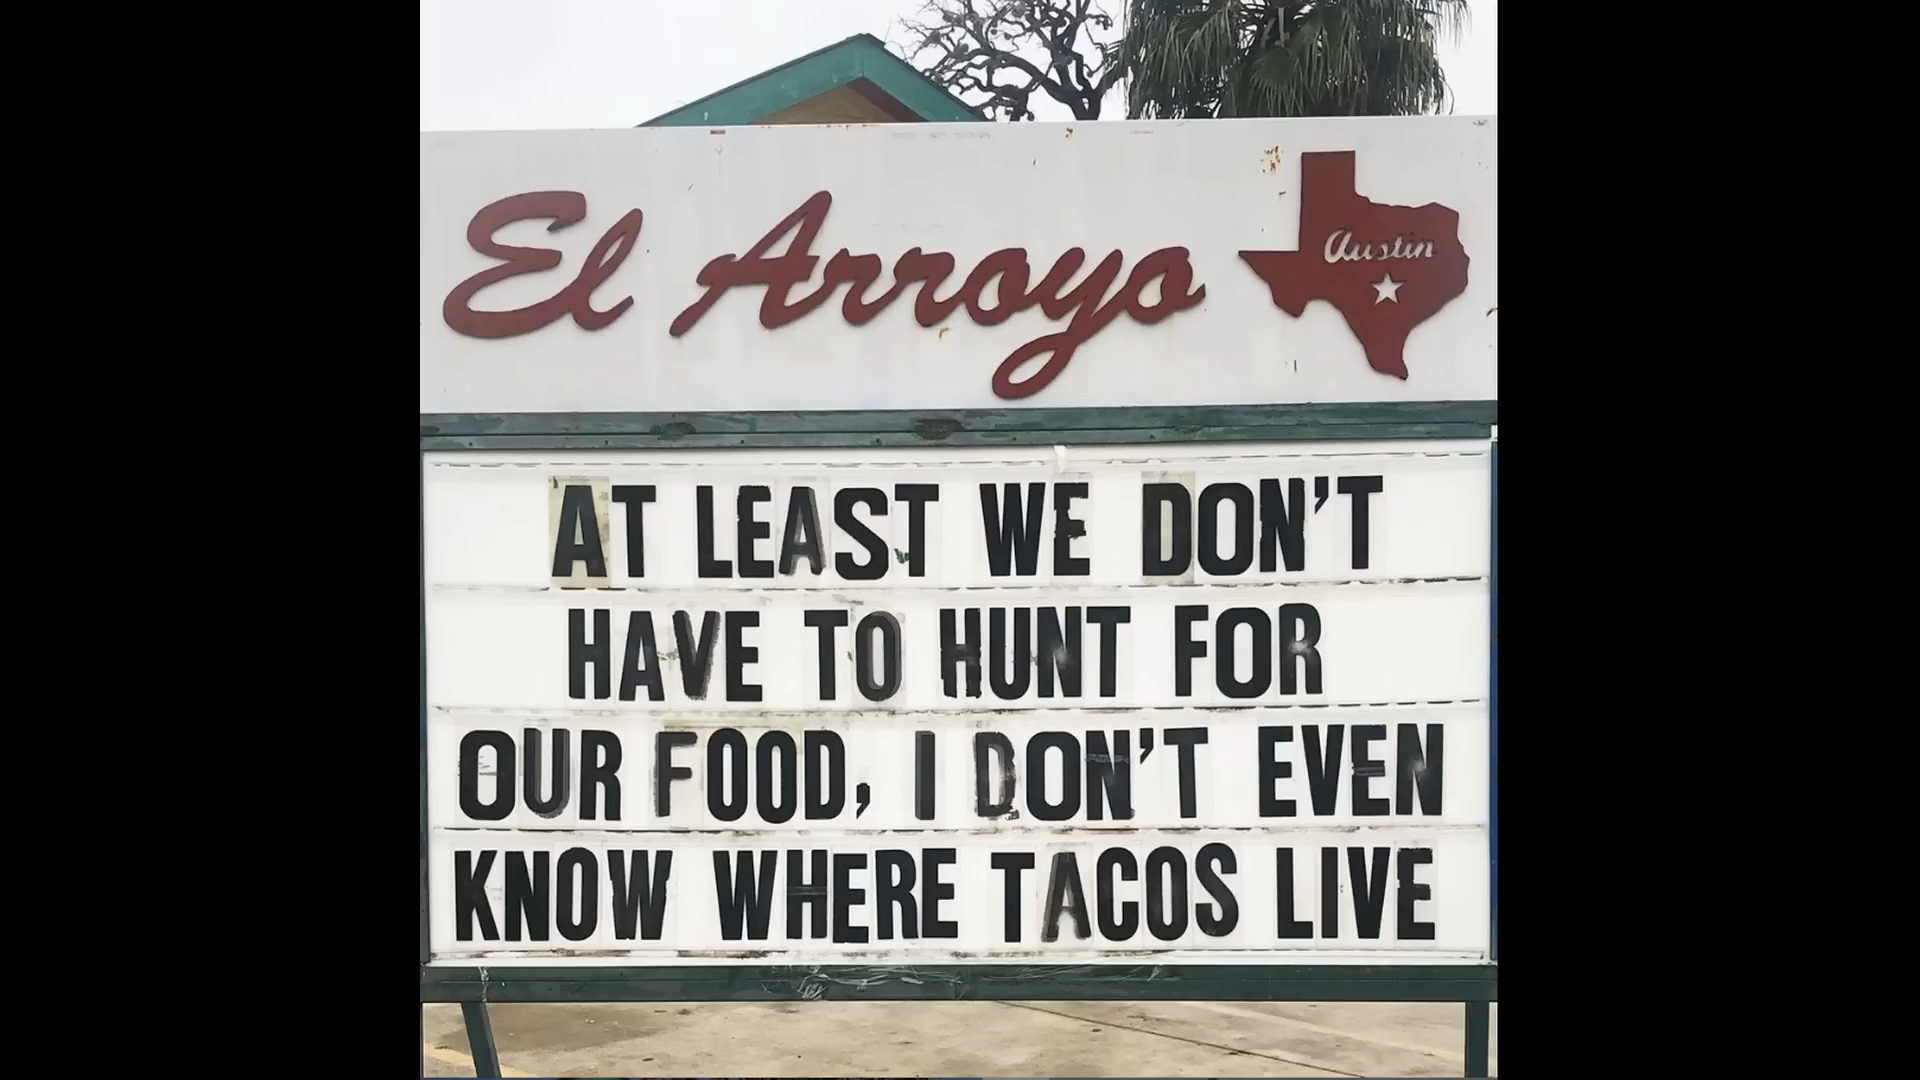 El Arroyo
Austin
AT LEAST WE DON'T
HAVE TO HUNT FOR
OUR FOOD, I DON'T EVEN
KNOW WHERE TACOS LIVE